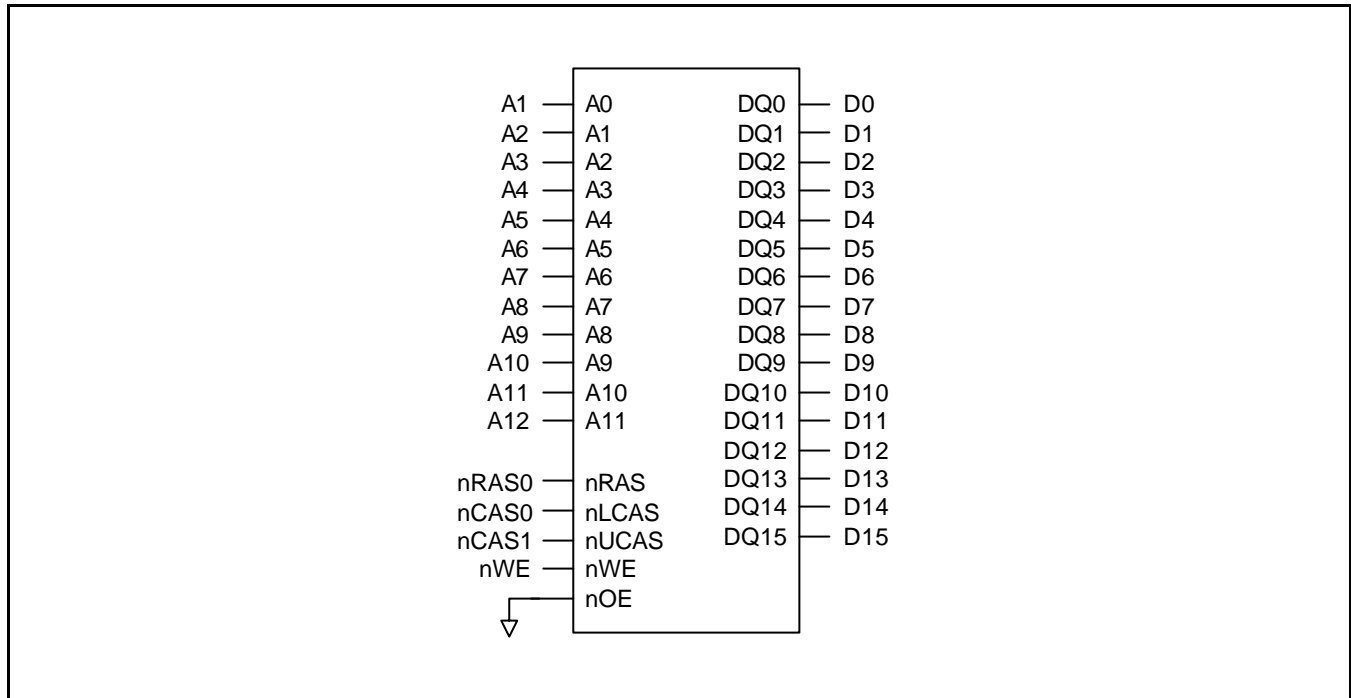 A1 A0 DQ0 D0
A2 A1 DQ1 D1
A3 A2 DQ2 D2
A4 A3 DQ3 D3
A5 A4 DQ4 D4
A6 A5 DQ5 D5
A7 A6 DQ6 D6
A8 A7 DQ7 D7
A9 A8 DQ8 D8
A10 A9 DQ9 D9
A11 A10 DQ10 D10
A12 A11 DQ11 D11
DQ12 D12
nRAS0 nRAS DQ13 D13
nCAS0 nLCAS DQ14 D14
nCAS1 nUCAS DQ15 D15
nWE nWE
nOE